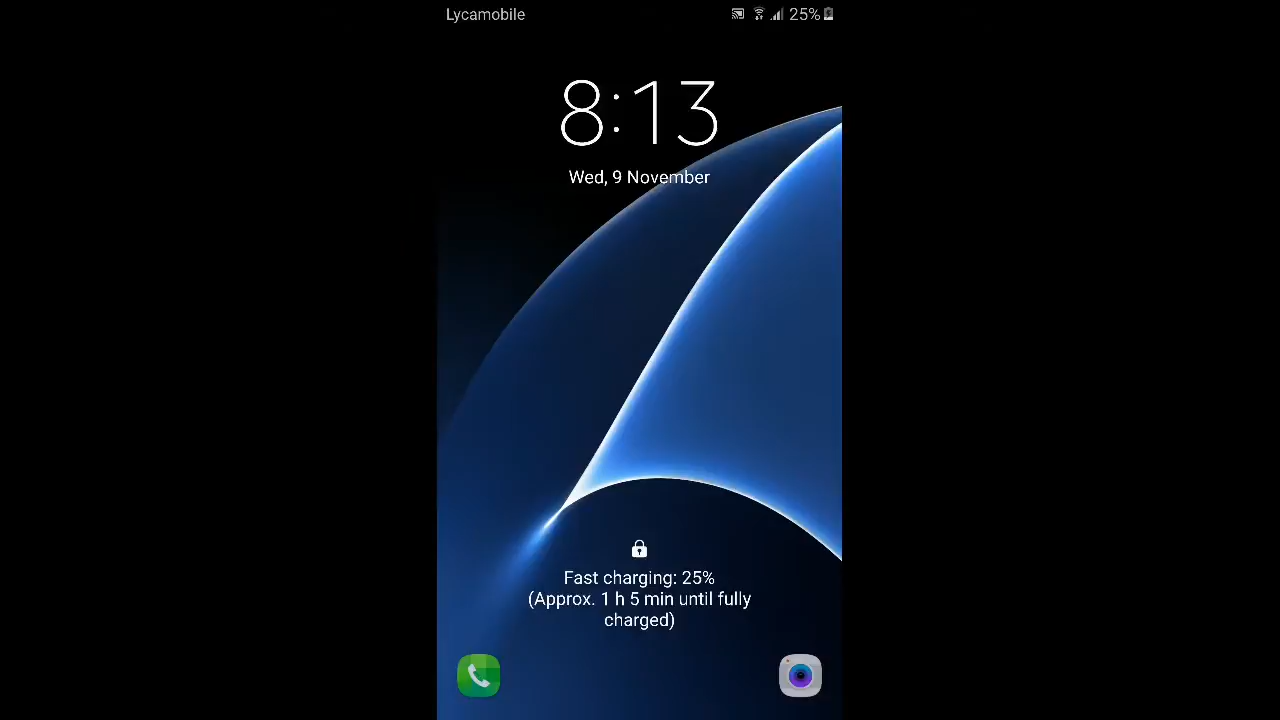 Lycamobile 25%
8:13
Wed, 9 November
Fast charging: 25%
(Approx. 1 h 5 min until fully
charged)